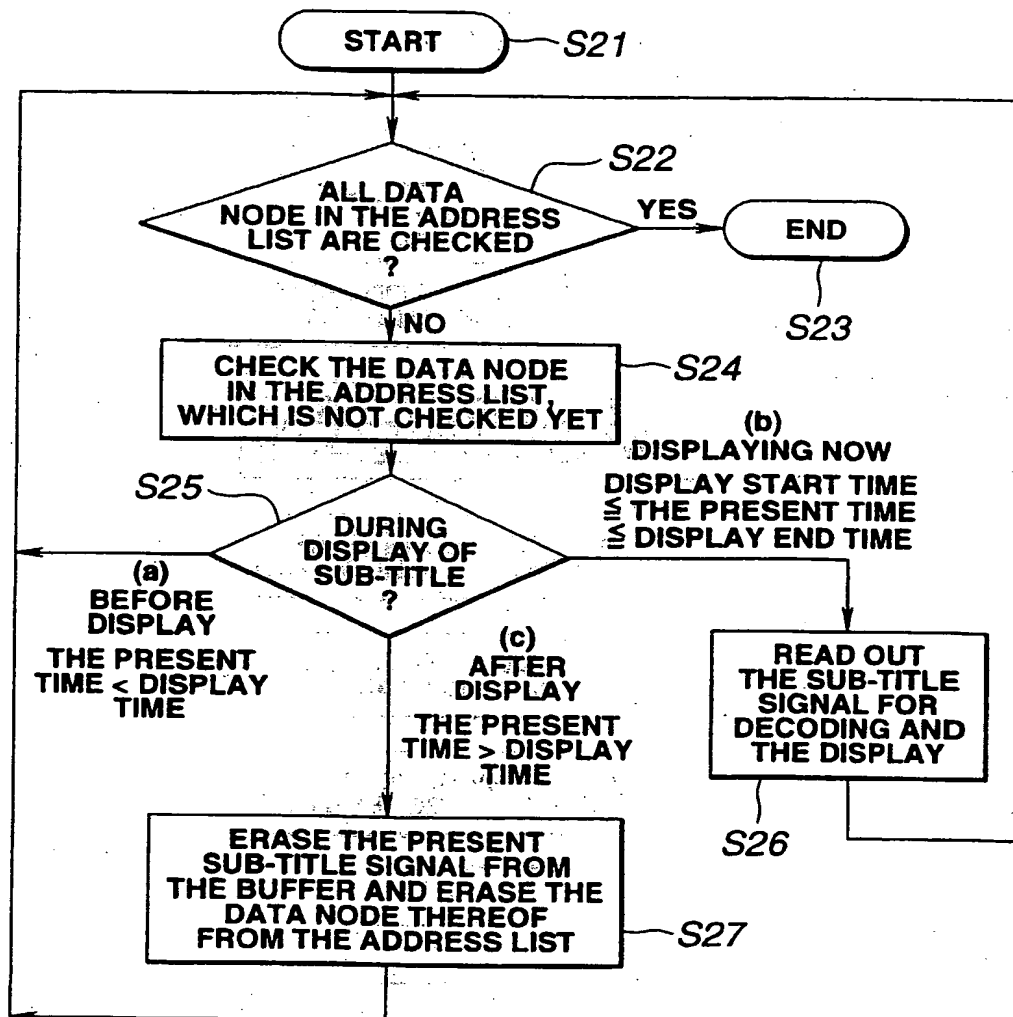 START
S21
S22
ALL DATA
NODE IN THE ADDRESS
LIST ARE CHECKED
?
YES
END
S23
NO
S24
CHECK THE DATA NODE
IN THE ADDRESS LIST,
WHICH IS NOT CHECKED YET
(b)
DISPLAYING NOW
DISPLAY START TIME
≦ THE PRESENT TIME
≦ DISPLAY END TIME
S25
DURING
DISPLAY OF
SUB-TITLE
?
(a)
BEFORE
DISPLAY
THE PRESENT
TIME < DISPLAY
TIME
(c)
AFTER
DISPLAY
THE PRESENT
TIME > DISPLAY
TIME
READ OUT
THE SUB-TITLE
SIGNAL FOR
DECODING AND
THE DISPLAY
S26
ERASE THE PRESENT
SUB-TITLE SIGNAL FROM
THE BUFFER AND ERASE THE
DATA NODE THEREOF
FROM THE ADDRESS LIST
S27